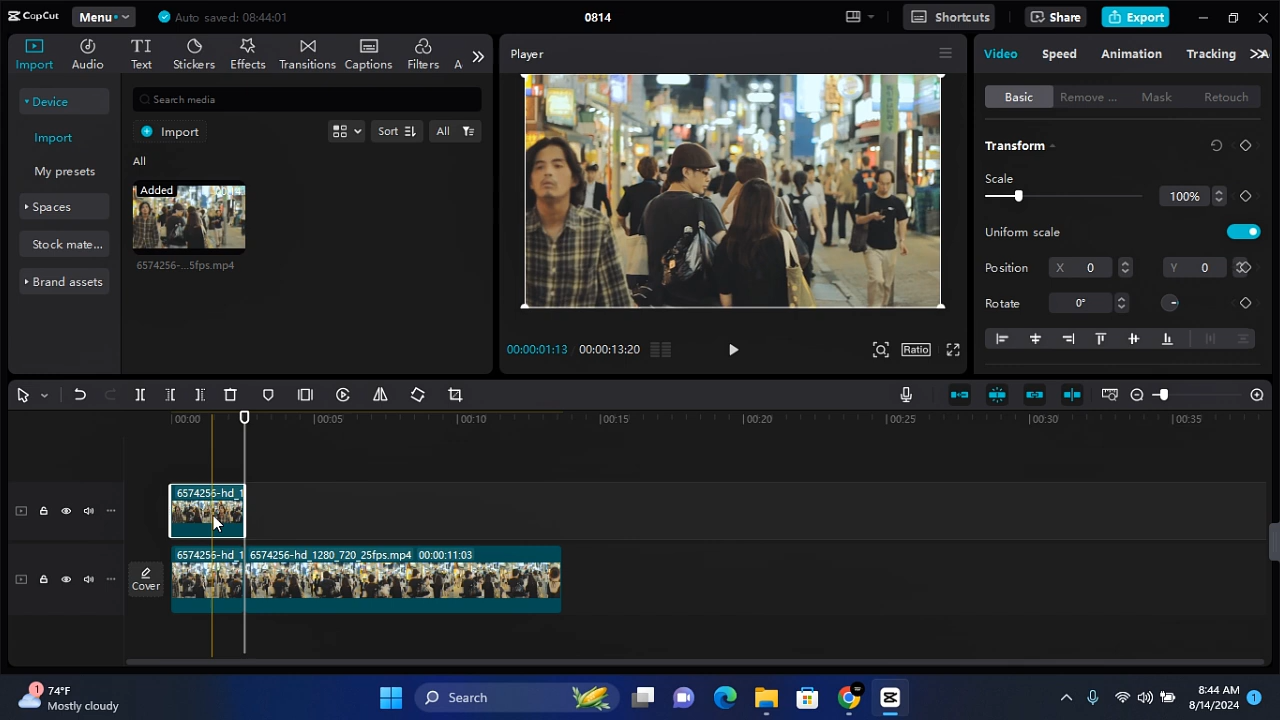 CapCut
Menu
Auto saved: 08:44:01
0814
Shortcuts
Share
Export
Import
Audio
Text
Stickers
Effects
Transitions
Captions
Filters
A
Device
Import
My presets
Spaces
Stock mate...
Brand assets
Search media
Import
Sort
All
All
Added
6574256-...5fps.mp4
Player
00:00:01:13
00:00:13:20
Ratio
Video
Speed
Animation
Tracking
A
Basic
Remove ...
Mask
Retouch
Transform
Scale
100%
Uniform scale
Position
X 0
Y 0
Rotate
0°
00:00
00:05
00:10
00:15
00:20
00:25
00:30
00:35
6574256-hd_1
Cover
6574256-hd_1
6574256-hd_1280_720_25fps.mp4 00:00:11:03
1
74°F
Mostly cloudy
Search
8:44 AM
8/14/2024
1